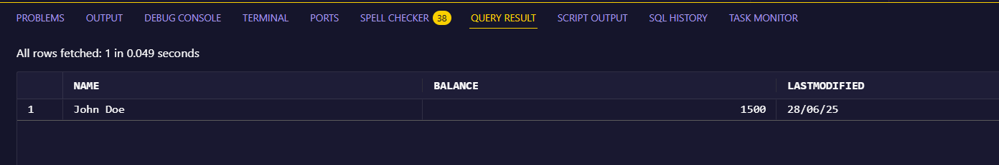 PROBLEMS OUTPUT DEBUG CONSOLE TERMINAL PORTS SPELL CHECKER 38 QUERY RESULT SCRIPT OUTPUT SQL HISTORY TASK MONITOR
All rows fetched: 1 in 0.049 seconds
NAME BALANCE LASTMODIFIED
1 John Doe 1500 28/06/25